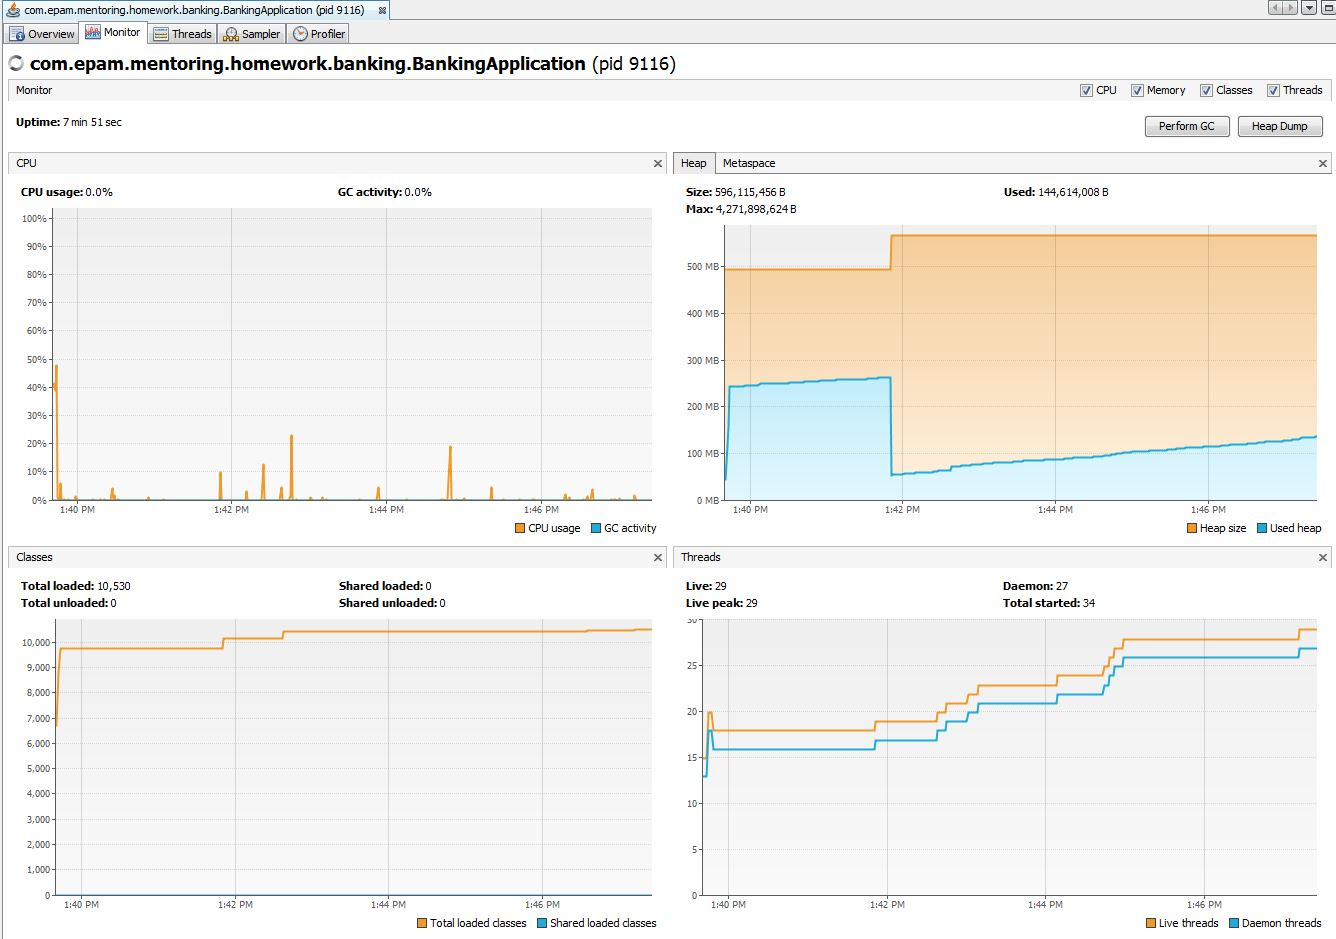 com.epam.mentoring.homework.banking.BankingApplication (pid 9116)
Overview Monitor Threads Sampler Profiler
com.epam.mentoring.homework.banking.BankingApplication (pid 9116)
Monitor CPU Memory Classes Threads
Uptime: 7 min 51 sec
Perform GC Heap Dump
CPU
CPU usage: 0.0% GC activity: 0.0%
100%
90%
80%
70%
60%
50%
40%
30%
20%
10%
0%
1:40 PM 1:42 PM 1:44 PM 1:46 PM
CPU usage GC activity
Heap Metaspace
Size: 596,115,456 B Used: 144,614,008 B
Max: 4,271,898,624 B
500 MB
400 MB
300 MB
200 MB
100 MB
0 MB
1:40 PM 1:42 PM 1:44 PM 1:46 PM
Heap size Used heap
Classes
Total loaded: 10,530 Shared loaded: 0
Total unloaded: 0 Shared unloaded: 0
10,000
9,000
8,000
7,000
6,000
5,000
4,000
3,000
2,000
1,000
0
1:40 PM 1:42 PM 1:44 PM 1:46 PM
Total loaded classes Shared loaded classes
Threads
Live: 29 Daemon: 27
Live peak: 29 Total started: 34
30
25
20
15
10
5
0
1:40 PM 1:42 PM 1:44 PM 1:46 PM
Live threads Daemon threads